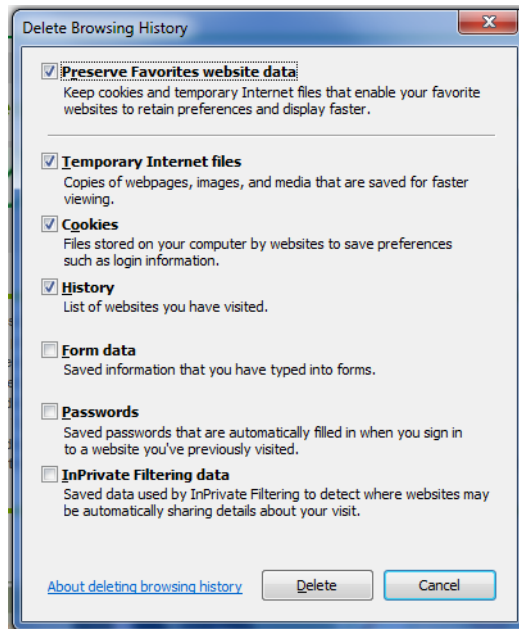 Delete Browsing History
Preserve Favorites website data
Keep cookies and temporary Internet files that enable your favorite
websites to retain preferences and display faster.
Temporary Internet files
Copies of webpages, images, and media that are saved for faster
viewing.
Cookies
Files stored on your computer by websites to save preferences
such as login information.
History
List of websites you have visited.
Form data
Saved information that you have typed into forms.
Passwords
Saved passwords that are automatically filled in when you sign in
to a website you've previously visited.
InPrivate Filtering data
Saved data used by InPrivate Filtering to detect where websites may
be automatically sharing details about your visit.
About deleting browsing history Delete Cancel